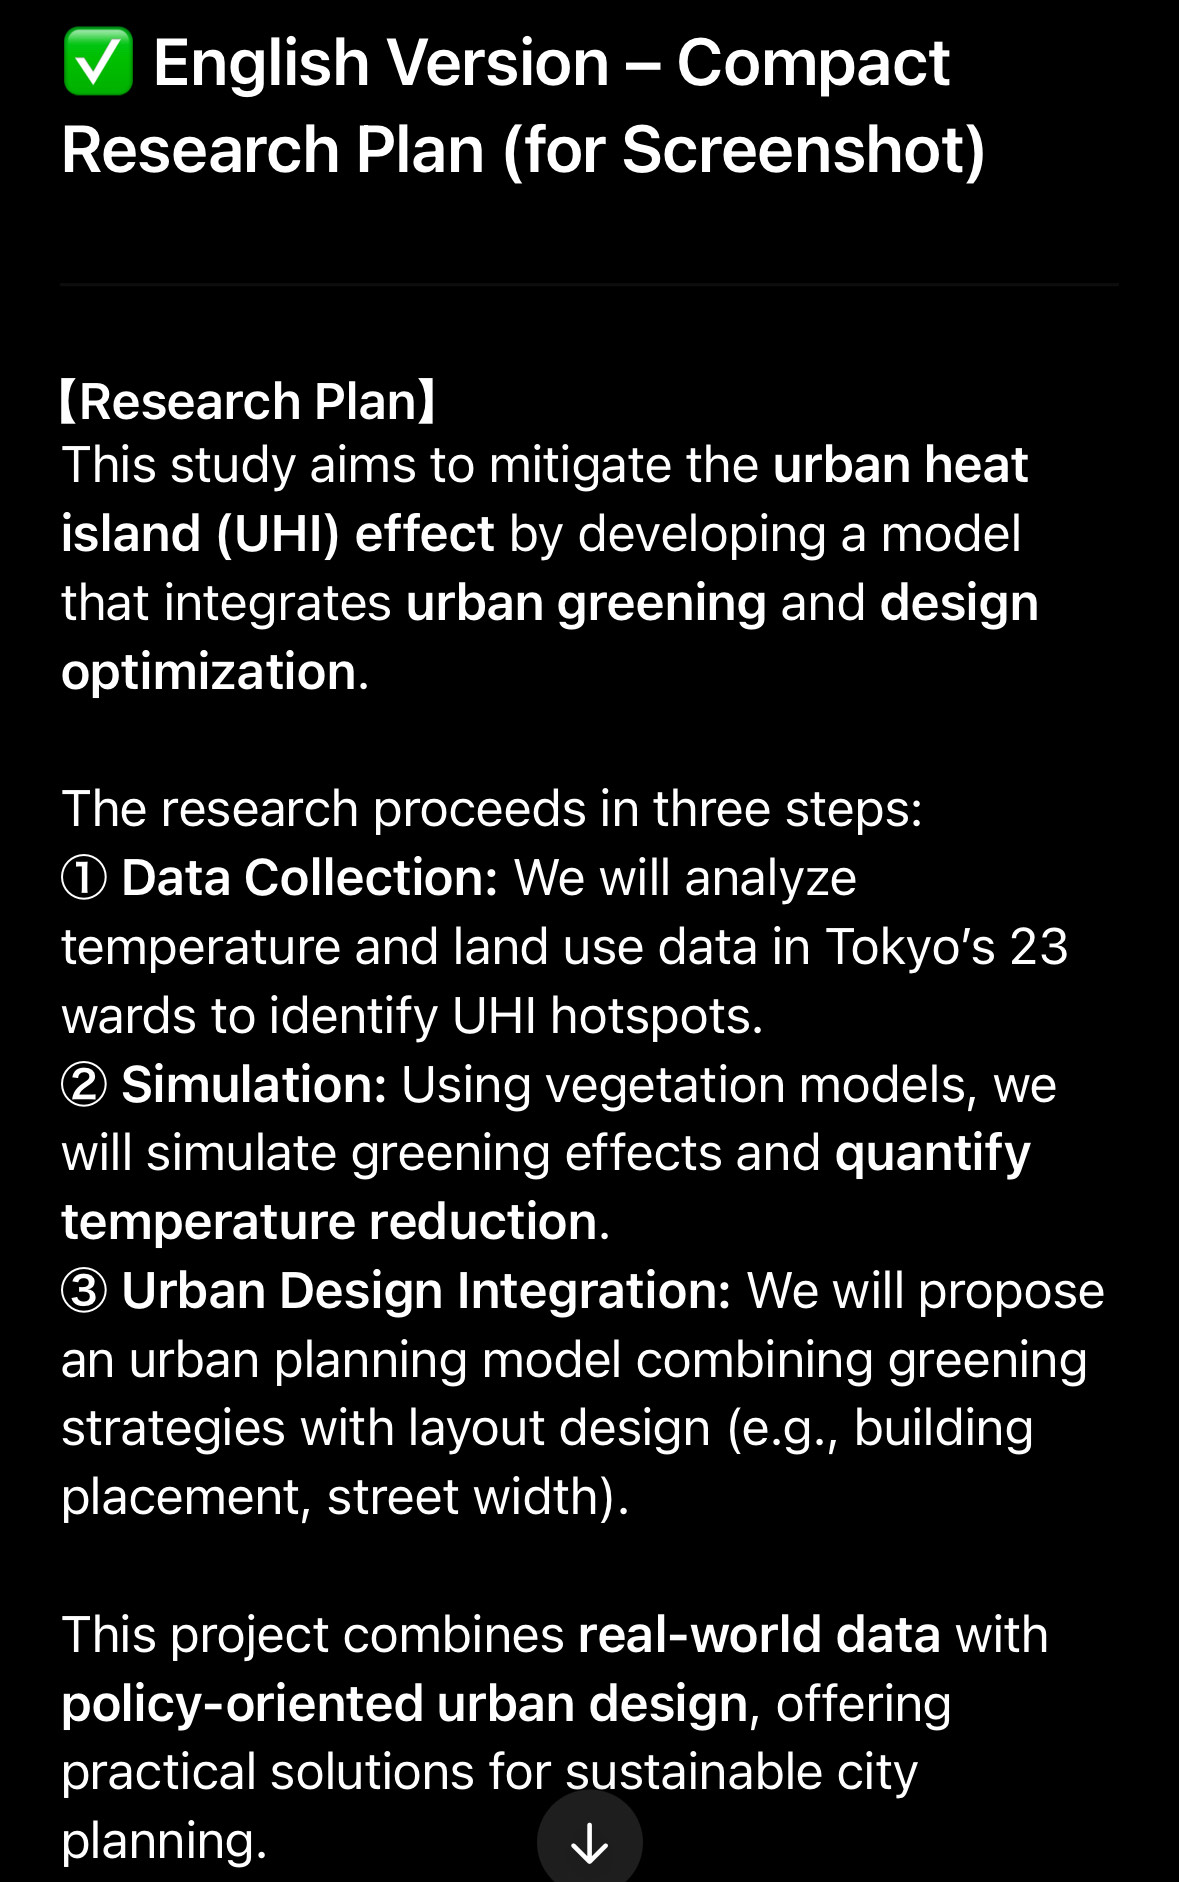 ✅ English Version – Compact
Research Plan (for Screenshot)
【Research Plan】
This study aims to mitigate the urban heat
island (UHI) effect by developing a model
that integrates urban greening and design
optimization.
The research proceeds in three steps:
① Data Collection: We will analyze
temperature and land use data in Tokyo’s 23
wards to identify UHI hotspots.
② Simulation: Using vegetation models, we
will simulate greening effects and quantify
temperature reduction.
③ Urban Design Integration: We will propose
an urban planning model combining greening
strategies with layout design (e.g., building
placement, street width).
This project combines real-world data with
policy-oriented urban design, offering
practical solutions for sustainable city
planning.